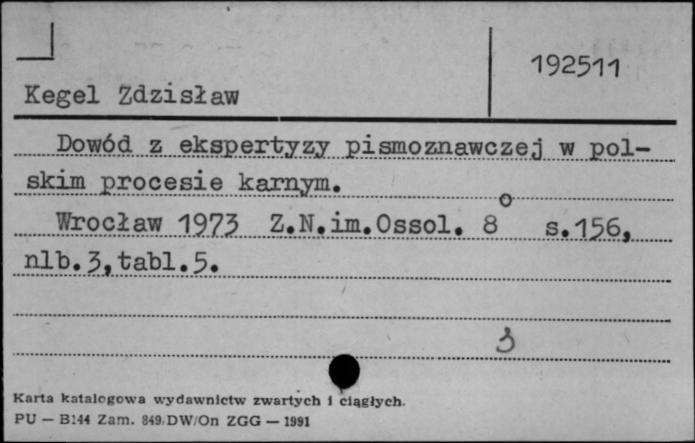 192511
Kegel Zdzisław
Dowód z ekspertyzy pismoznawczej w pol-
skim procesie karnym.
Wrocław 1973 Z.N.im.Ossol. 8° s.156,
nlb.3,tabl.5.
Karta katalogowa wydawnictw zwartych i ciągłych.
PU — B144 Zam. 849/DW/On ZGG — 1991